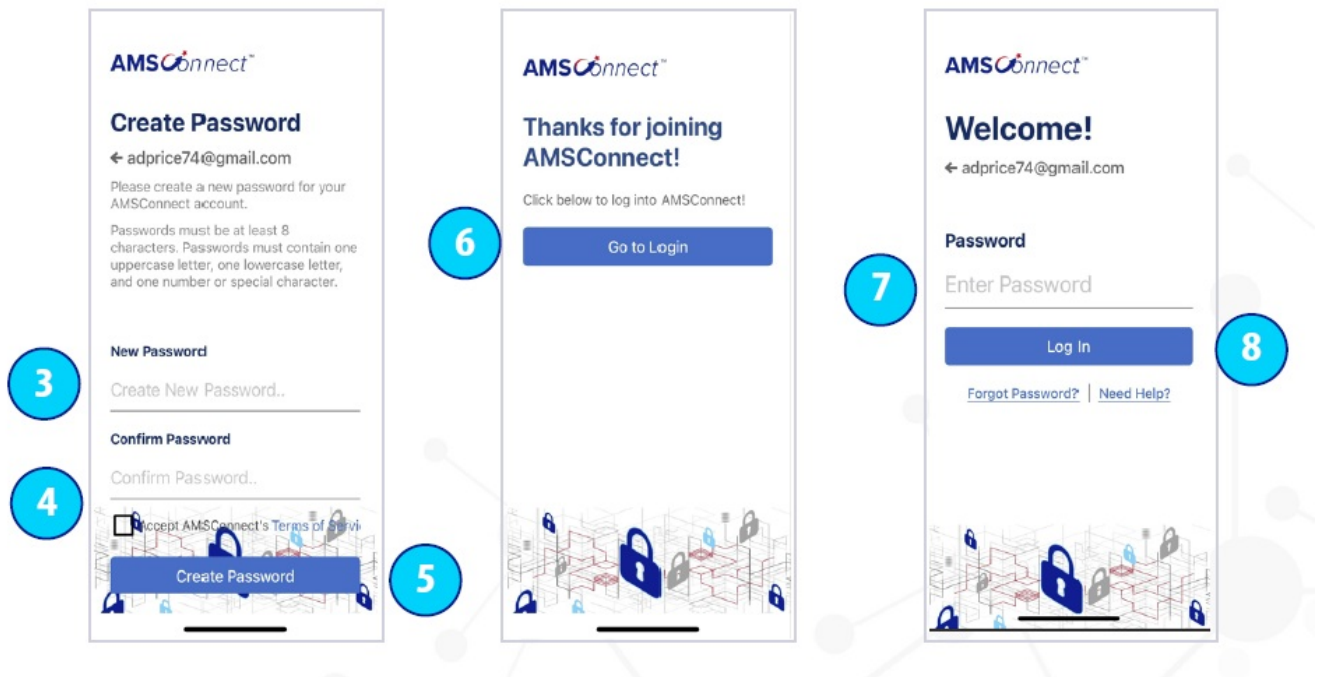 AMSConnect™
Create Password
← adprice74@gmail.com
Please create a new password for your
AMSConnect account.
Passwords must be at least 8
characters. Passwords must contain one
uppercase letter, one lowercase letter,
and one number or special character.
3
New Password
Create New Password..
Confirm Password
4
Confirm Password..
Accept AMSConnect's Terms of Servi
Create Password
5
AMSConnect™
Thanks for joining
AMSConnect!
Click below to log into AMSConnect!
6
Go to Login
AMSConnect™
Welcome!
← adprice74@gmail.com
Password
7
Enter Password
Log In
8
Forgot Password? | Need Help?